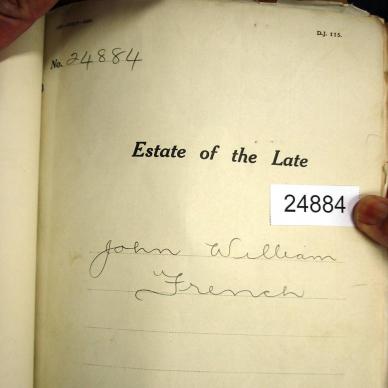 D.J. 115.
No. 24884
Estate of the Late
24884
John William
French